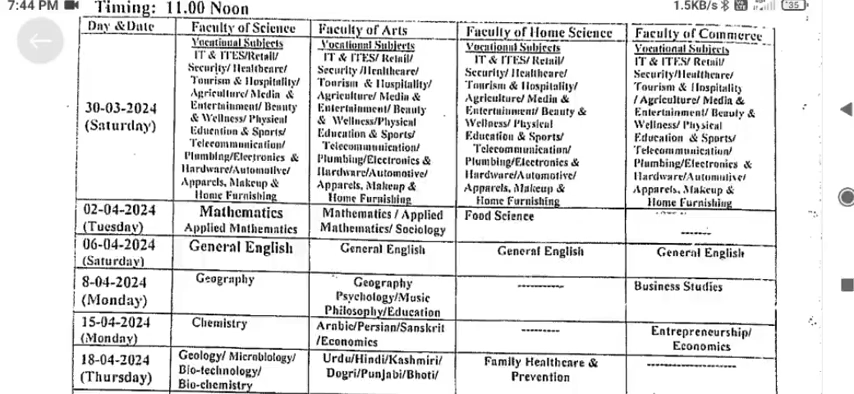 7:44 PM
1.5KB/s
35
Timing: 11.00 Noon
Day &Date
Faculty of Science
Faculty of Arts
Faculty of Home Science
Faculty of Commerce
30-03-2024
(Saturday)
Vocational Subjects
IT & ITES/Retail/
Security/ Healthcare/
Tourism & Hospitality/
Agriculture/ Media &
Entertainment/ Beauty
& Wellness/ Physical
Education & Sports/
Telecommunication/
Plumbing/Electronics &
Hardware/Automotive/
Apparels, Makeup &
Home Furnishing
Vocational Subjects
IT & ITES/ Retail/
Security /Healthcare/
Tourism & Hospitality/
Agriculture/ Media &
Entertainment/ Beauty
& Wellness/Physical
Education & Sports/
Telecommunication/
Plumbing/Electronics &
Hardware/Automotive/
Apparels, Makeup &
Home Furnishing
Vocational Subjects
IT & ITES/ Retail/
Security/Healthcare/
Tourism & Hospitality/
Agriculture/ Media &
Entertainment/ Beauty &
Wellness/ Physical
Education & Sports/
Telecommunication/
Plumbing/Electronics &
Hardware/Automotive/
Apparels, Makeup &
Home Furnishing
Vocational Subjects
IT & ITES/ Retail/
Security/Healthcare/
Tourism & Hospitality
/ Agriculture/ Media &
Entertainment/ Beauty &
Wellness/ Physical
Education & Sports/
Telecommunication/
Plumbing/Electronics &
Hardware/Automotive/
Apparels, Makeup &
Home Furnishing
02-04-2024
(Tuesday)
Mathematics
Applied Mathematics
Mathematics / Applied
Mathematics/ Sociology
Food Science
-------
06-04-2024
(Saturday)
General English
General English
General English
General English
8-04-2024
(Monday)
Geography
Geography
Psychology/Music
Philosophy/Education
-----------
Business Studies
15-04-2024
(Monday)
Chemistry
Arabic/Persian/Sanskrit
/Economics
---------
Entrepreneurship/
Economics
18-04-2024
(Thursday)
Geology/ Microbiology/
Bio-technology/
Bio-chemistry
Urdu/Hindi/Kashmiri/
Dogri/Punjabi/Bhoti/
Family Healthcare &
Prevention
--------------------